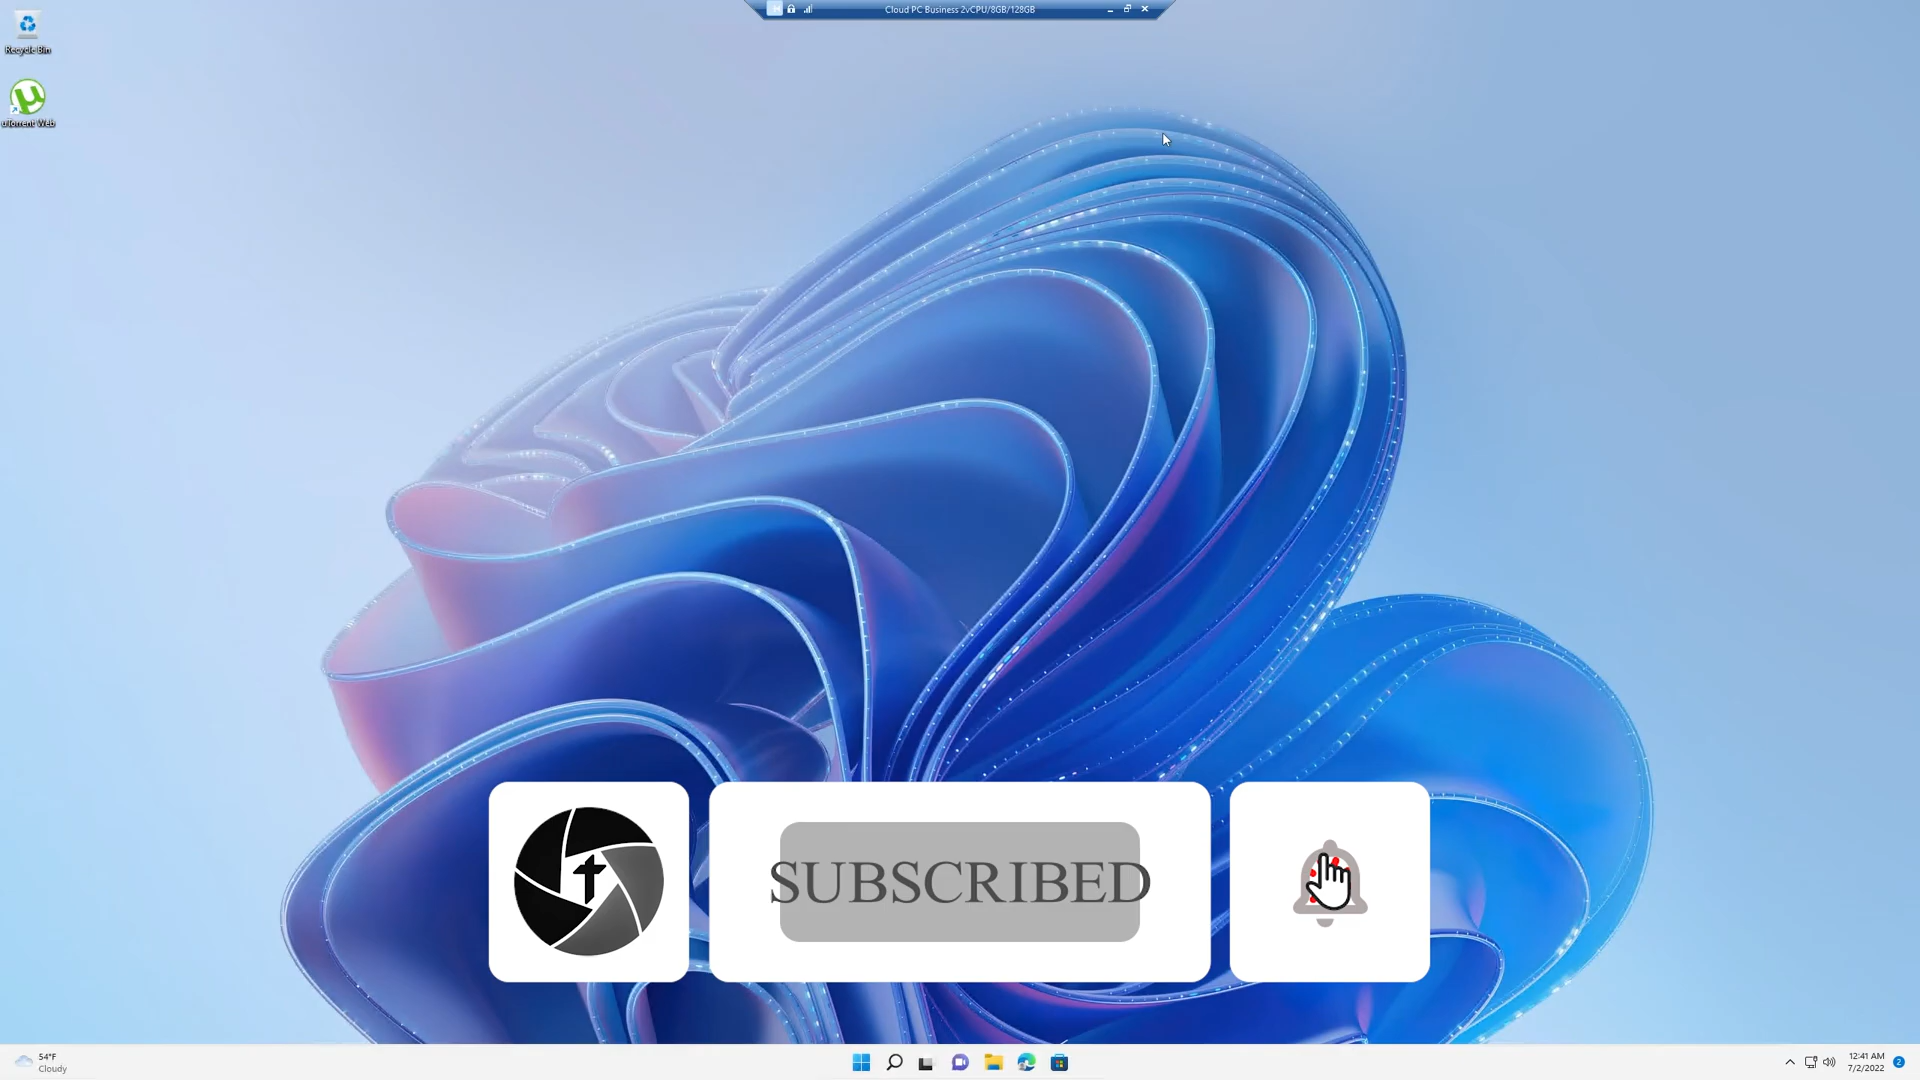 Cloud PC Business 2vCPU/8GB/128GB
Recycle Bin
uTorrent Web
SUBSCRIBED
54°F
Cloudy
12:41 AM
7/2/2022
2